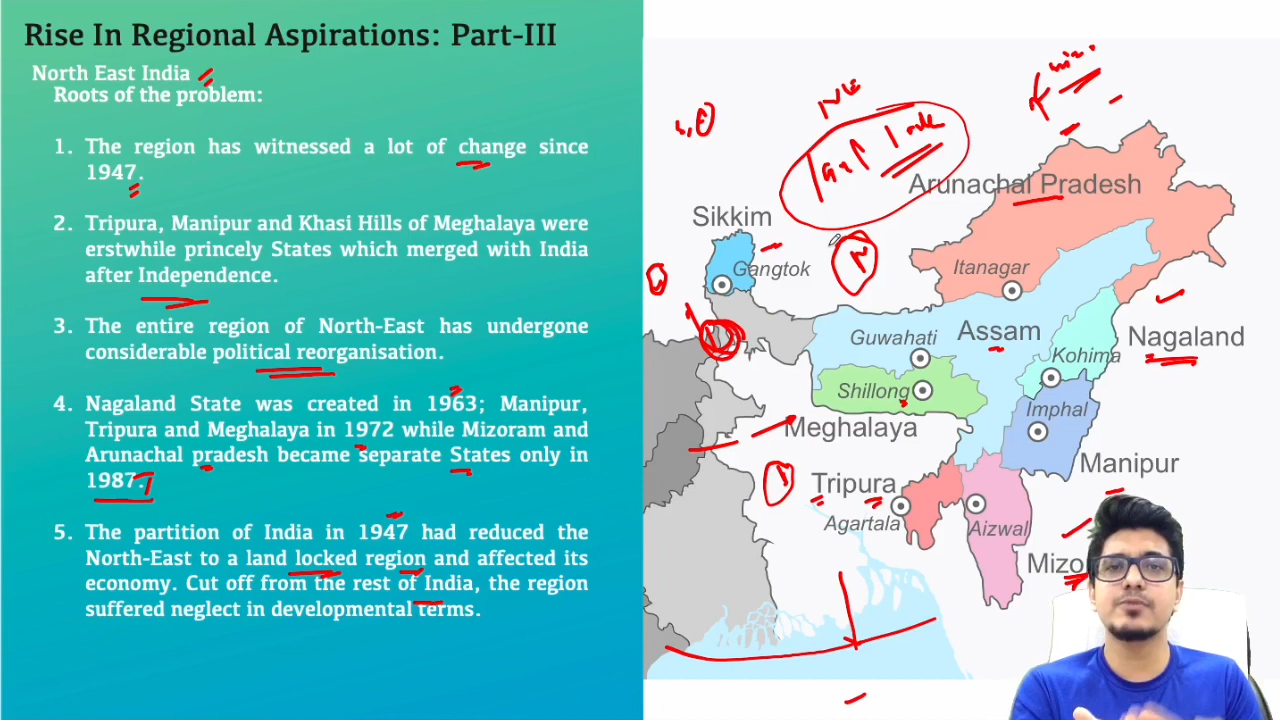 Rise In Regional Aspirations: Part-III
North East India
Roots of the problem:
1. The region has witnessed a lot of change since
1947.
2. Tripura, Manipur and Khasi Hills of Meghalaya were
erstwhile princely States which merged with India
after Independence.
3. The entire region of North-East has undergone
considerable political reorganisation.
4. Nagaland State was created in 1963; Manipur,
Tripura and Meghalaya in 1972 while Mizoram and
Arunachal pradesh became separate States only in
1987.
5. The partition of India in 1947 had reduced the
North-East to a land locked region and affected its
economy. Cut off from the rest of India, the region
suffered neglect in developmental terms.
NE
Arunachal Pradesh
Sikkim
Gangtok
Itanagar
Guwahati
Assam
Nagaland
Kohima
Shillong
Imphal
Meghalaya
Manipur
Tripura
Agartala
Aizwal
Mizo